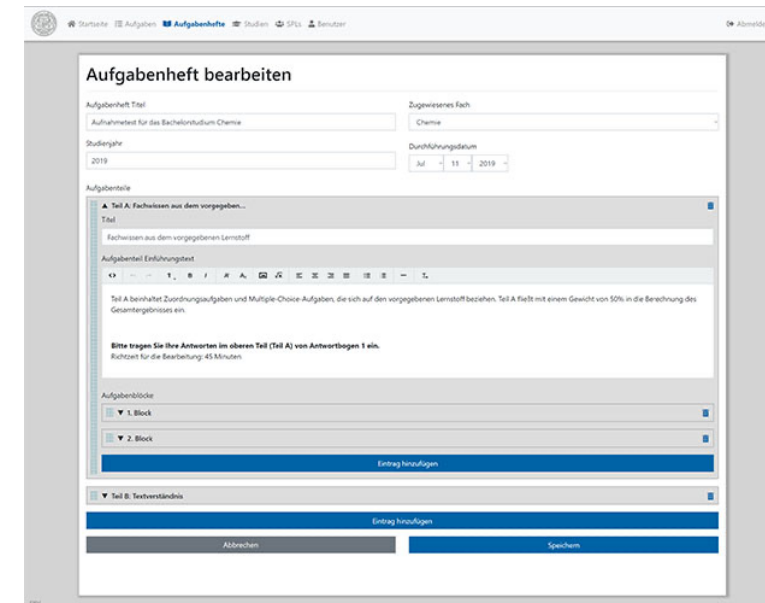 Startseite Aufgaben Aufgabenhefte Studien SPLs Benutzer Abmelde
Aufgabenheft bearbeiten
Aufgabenheft Titel
Aufnahmetest für das Bachelorstudium Chemie
Zugewiesenes Fach
Chemie
Studienjahr
2019
Durchführungsdatum
Jul 11 2019
Aufgabenteile
Teil A: Fachwissen aus dem vorgegeben...
Titel
Fachwissen aus dem vorgegebenen Lernstoff
Aufgabenteil Einführungstext
Teil A beinhaltet Zuordnungsaufgaben und Multiple-Choice-Aufgaben, die sich auf den vorgegebenen Lernstoff beziehen. Teil A fließt mit einem Gewicht von 50% in die Berechnung des
Gesamtergebnisses ein.
Bitte tragen Sie Ihre Antworten im oberen Teil (Teil A) von Antwortbogen 1 ein.
Richtzeit für die Bearbeitung: 45 Minuten
Aufgabenblöcke
1. Block
2. Block
Eintrag hinzufügen
Teil B: Textverständnis
Eintrag hinzufügen
Abbrechen Speichern